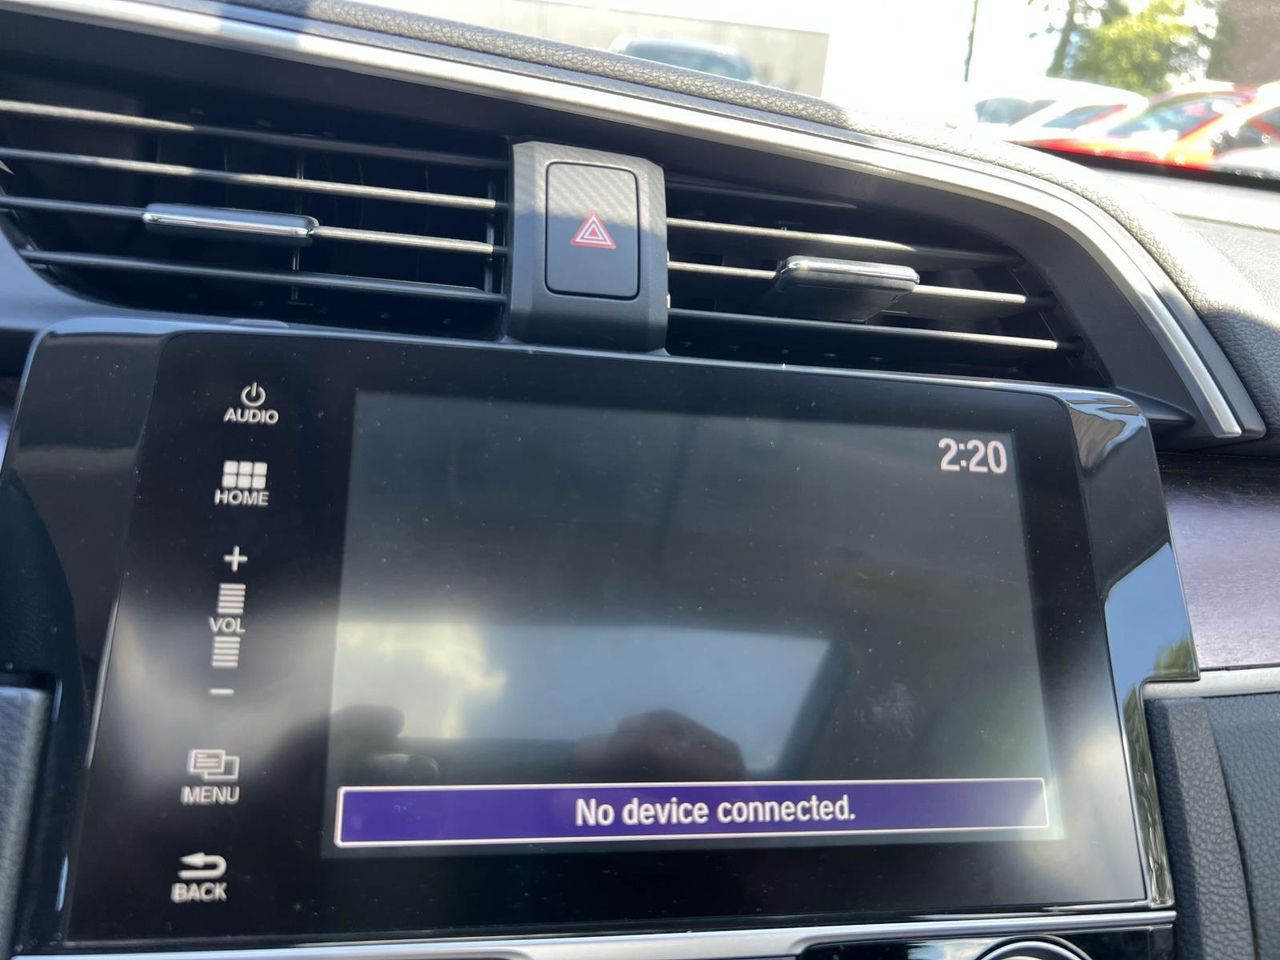 AUDIO
2:20
HOME
+
VOL
−
MENU
No device connected.
BACK